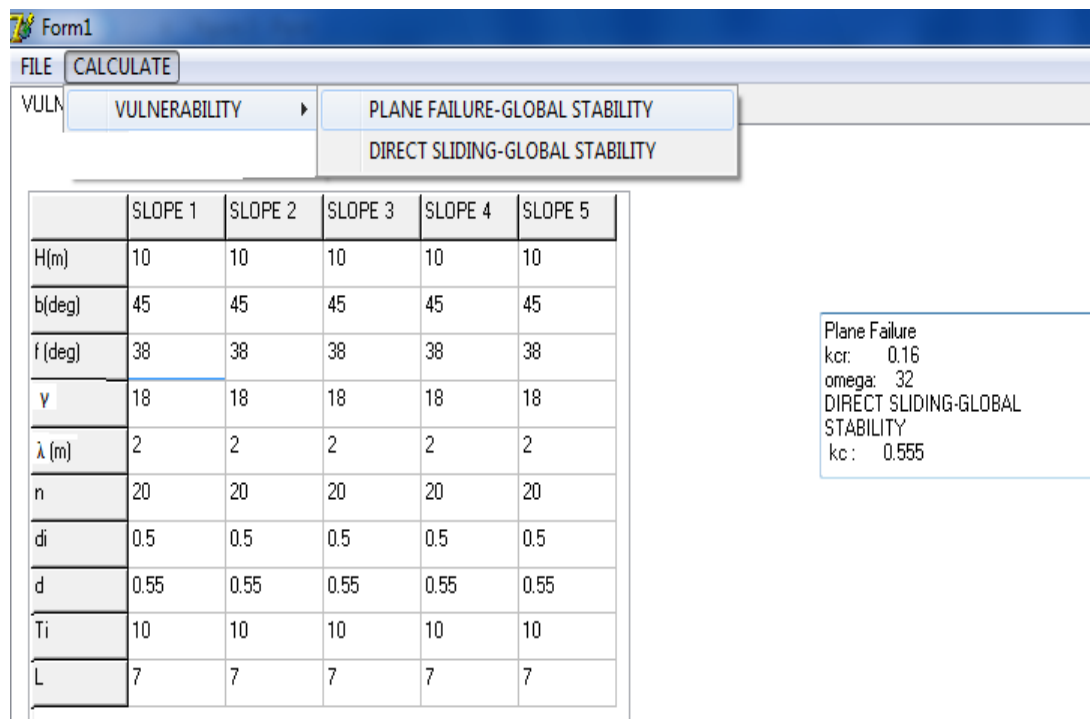 Form1
FILE CALCULATE
VULN
VULNERABILITY
PLANE FAILURE-GLOBAL STABILITY
DIRECT SLIDING-GLOBAL STABILITY
SLOPE 1 SLOPE 2 SLOPE 3 SLOPE 4 SLOPE 5
H(m) 10 10 10 10 10
b(deg) 45 45 45 45 45
f (deg) 38 38 38 38 38
γ 18 18 18 18 18
λ (m) 2 2 2 2 2
n 20 20 20 20 20
di 0.5 0.5 0.5 0.5 0.5
d 0.55 0.55 0.55 0.55 0.55
Ti 10 10 10 10 10
L 7 7 7 7 7
Plane Failure
kcr: 0.16
omega: 32
DIRECT SLIDING-GLOBAL
STABILITY
kc : 0.555